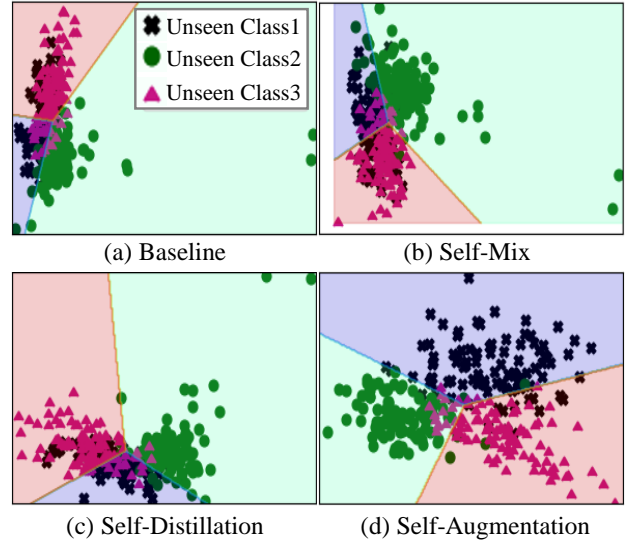 Unseen Class1
Unseen Class2
Unseen Class3
(a) Baseline
(b) Self-Mix
(c) Self-Distillation
(d) Self-Augmentation